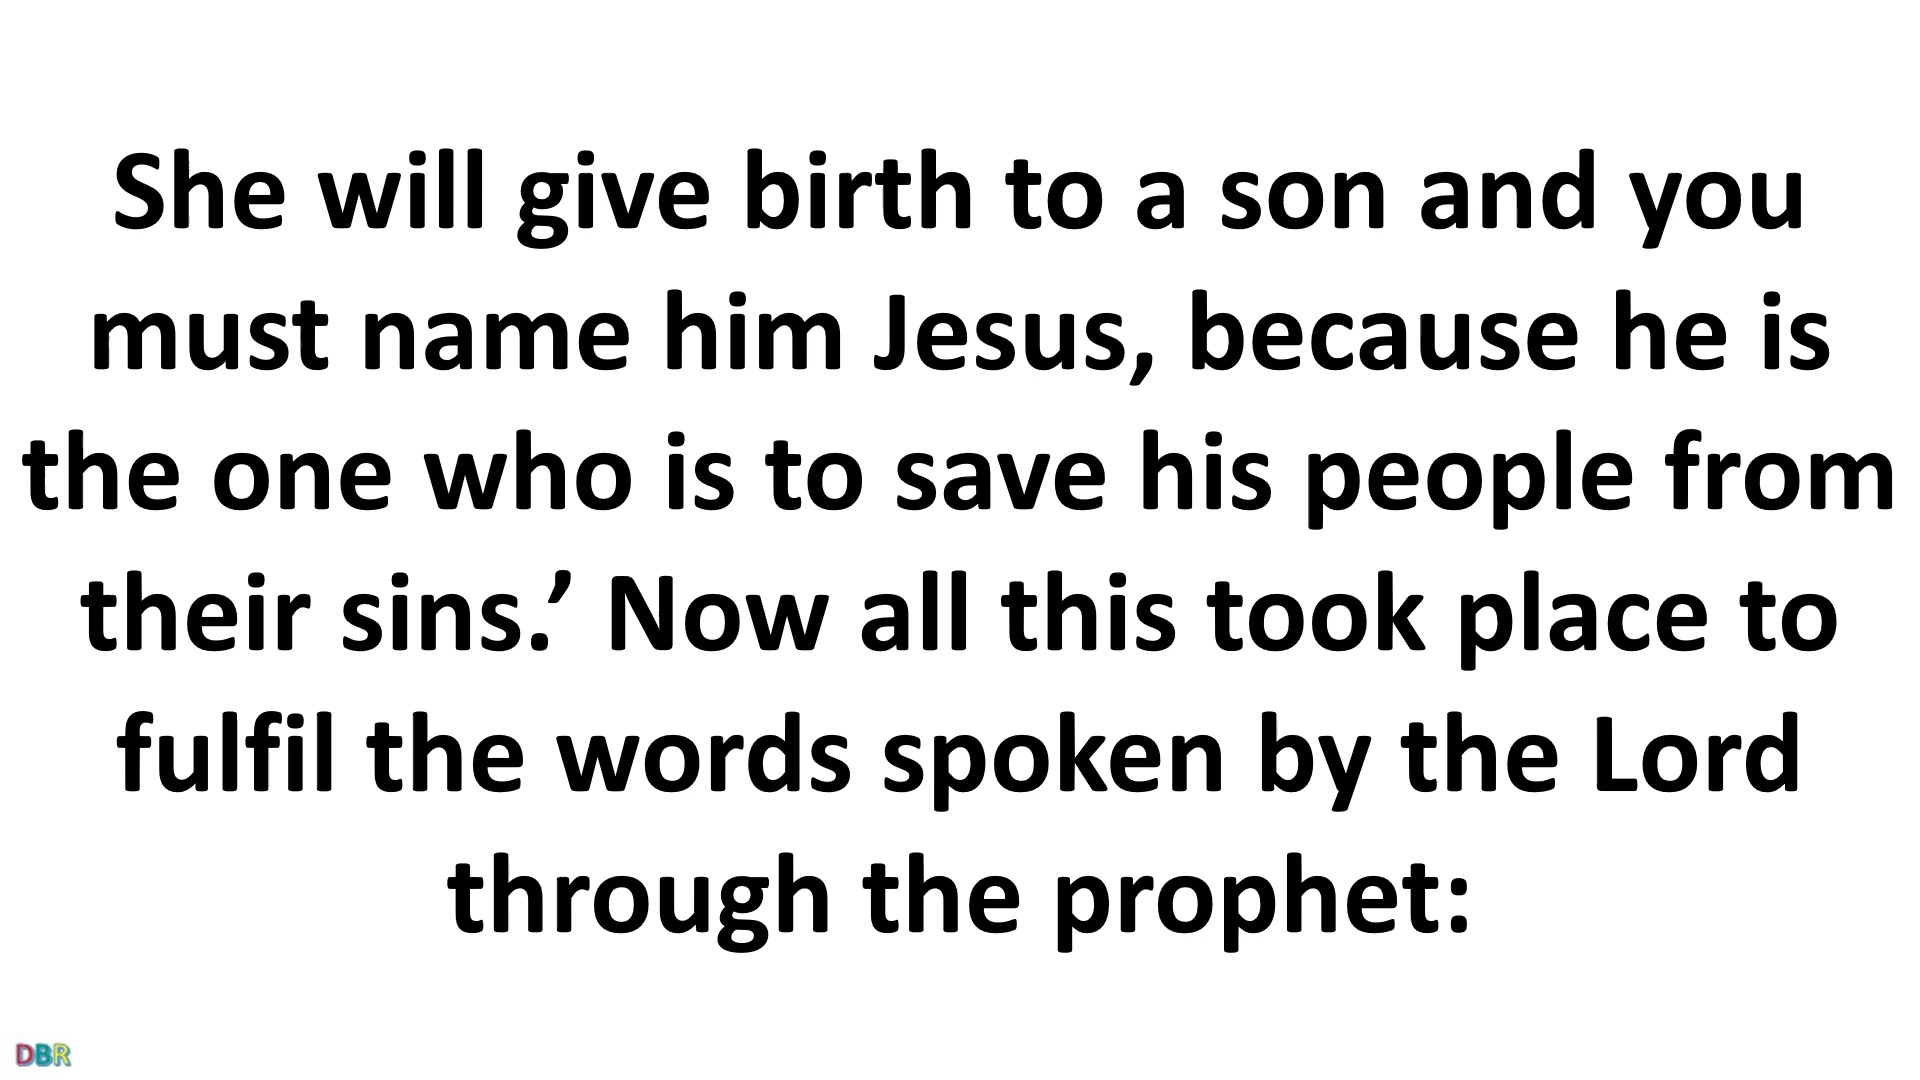 She will give birth to a son and you
must name him Jesus, because he is
the one who is to save his people from
their sins.’ Now all this took place to
fulfil the words spoken by the Lord
through the prophet:
DBR